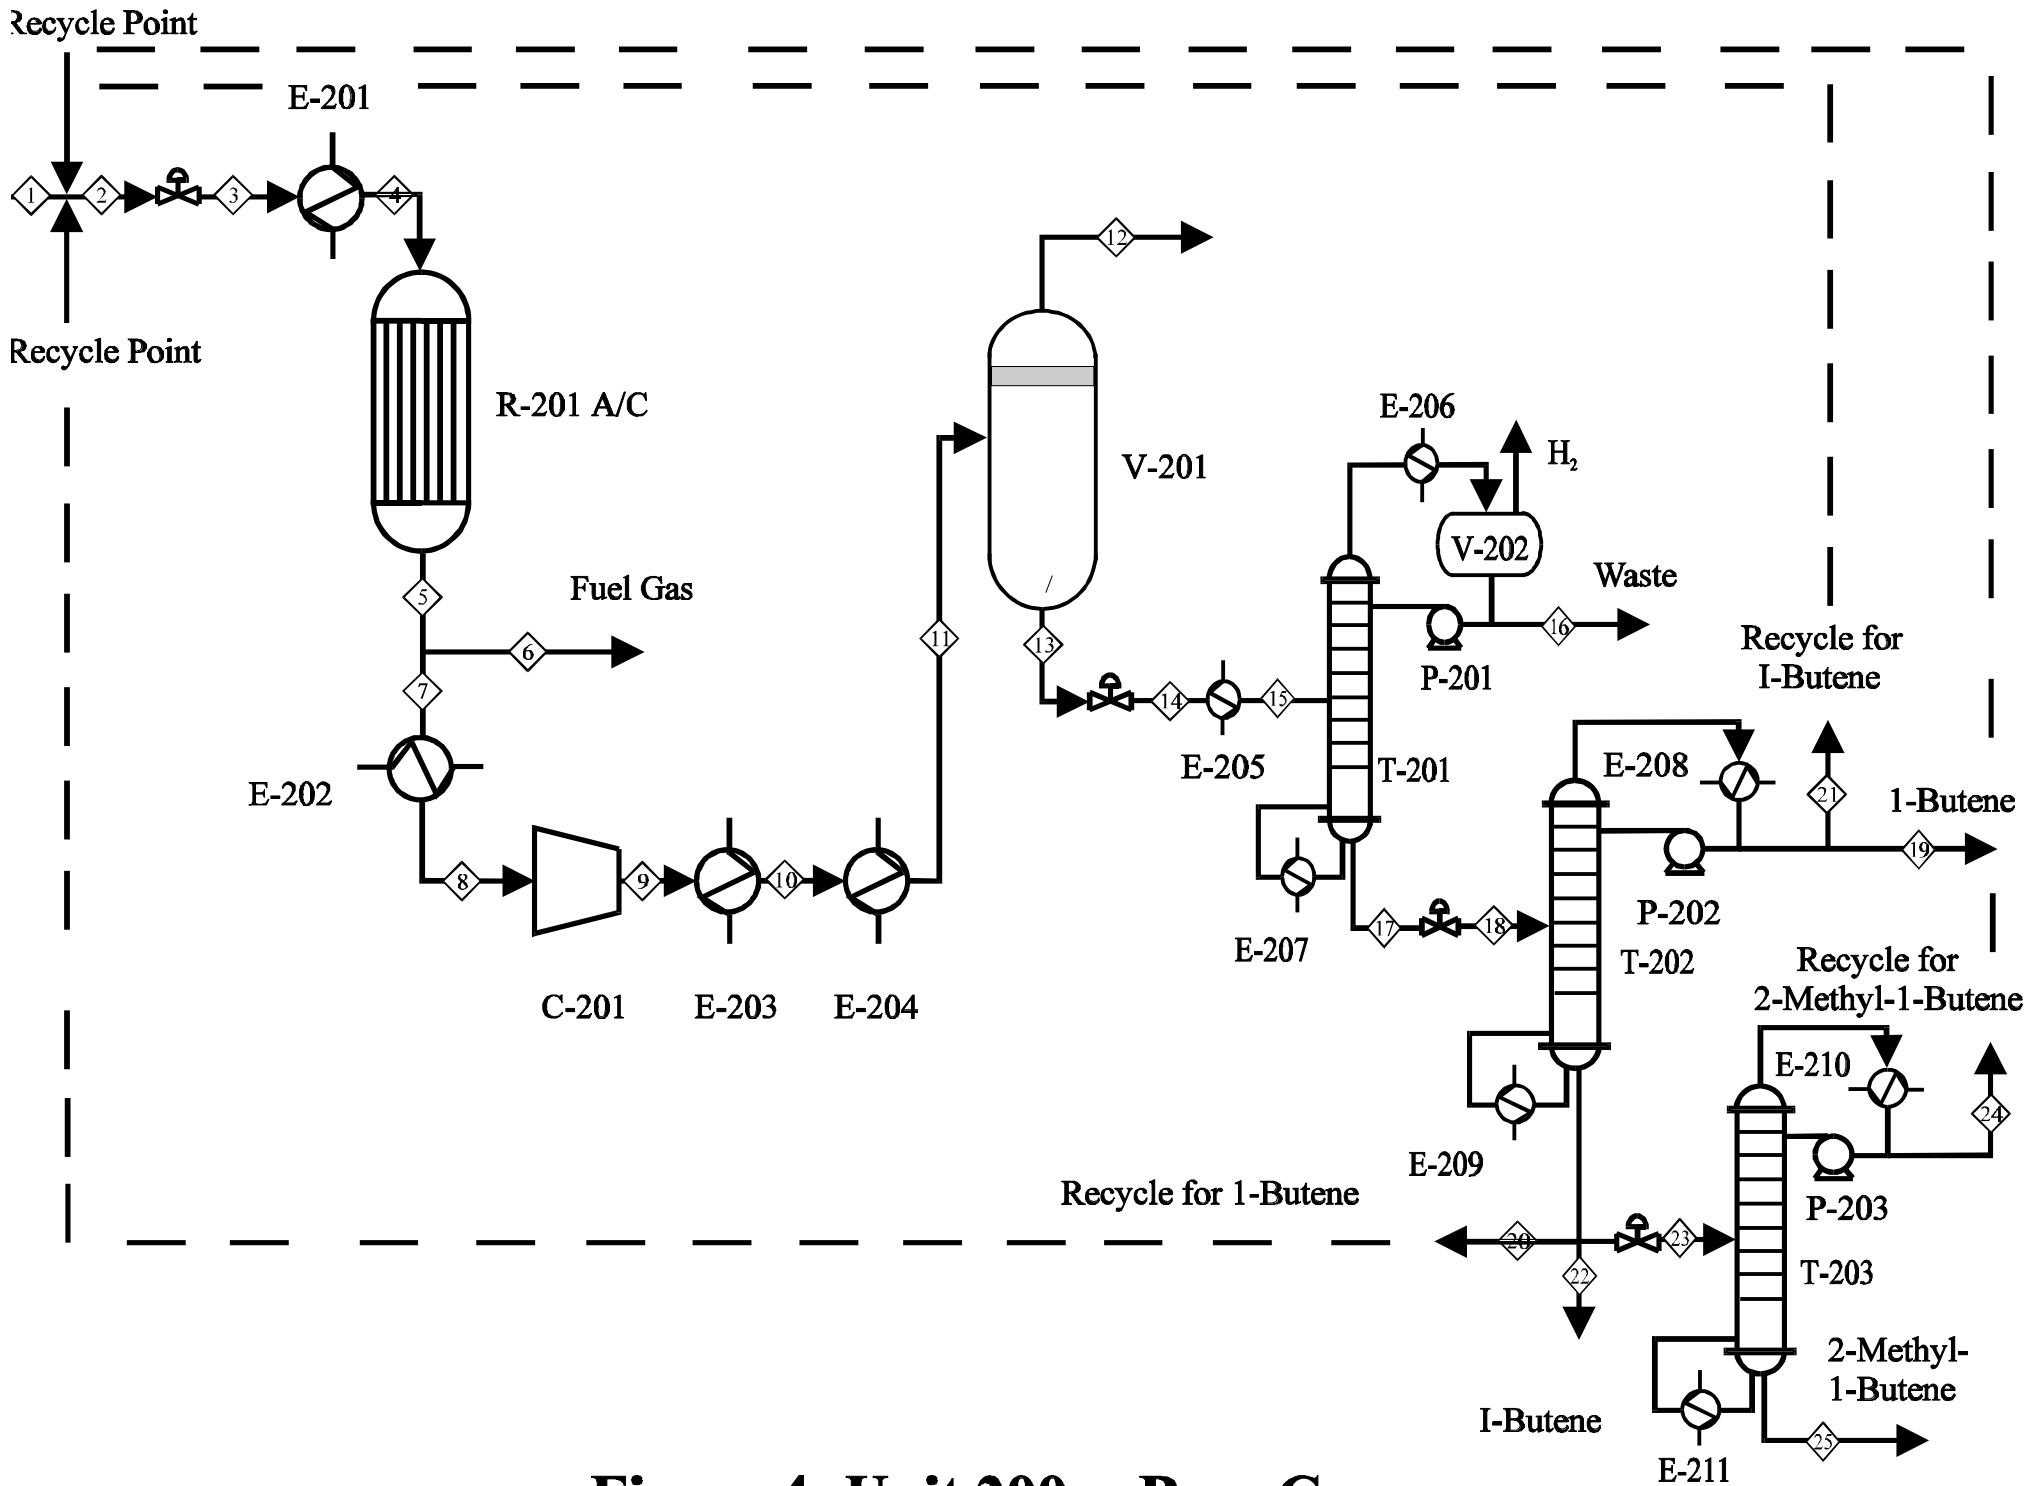 Recycle Point
E-201
1
2
3
4
Recycle Point
R-201 A/C
12
V-201
5
Fuel Gas
6
7
11
13
E-202
8
C-201
9
E-203
10
E-204
14
E-205
15
E-206
H2
V-202
Waste
16
P-201
T-201
E-207
17
18
Recycle for
I-Butene
E-208
21
1-Butene
19
P-202
T-202
E-209
Recycle for
2-Methyl-1-Butene
E-210
24
P-203
T-203
Recycle for 1-Butene
20
22
23
I-Butene
2-Methyl-
1-Butene
25
E-211